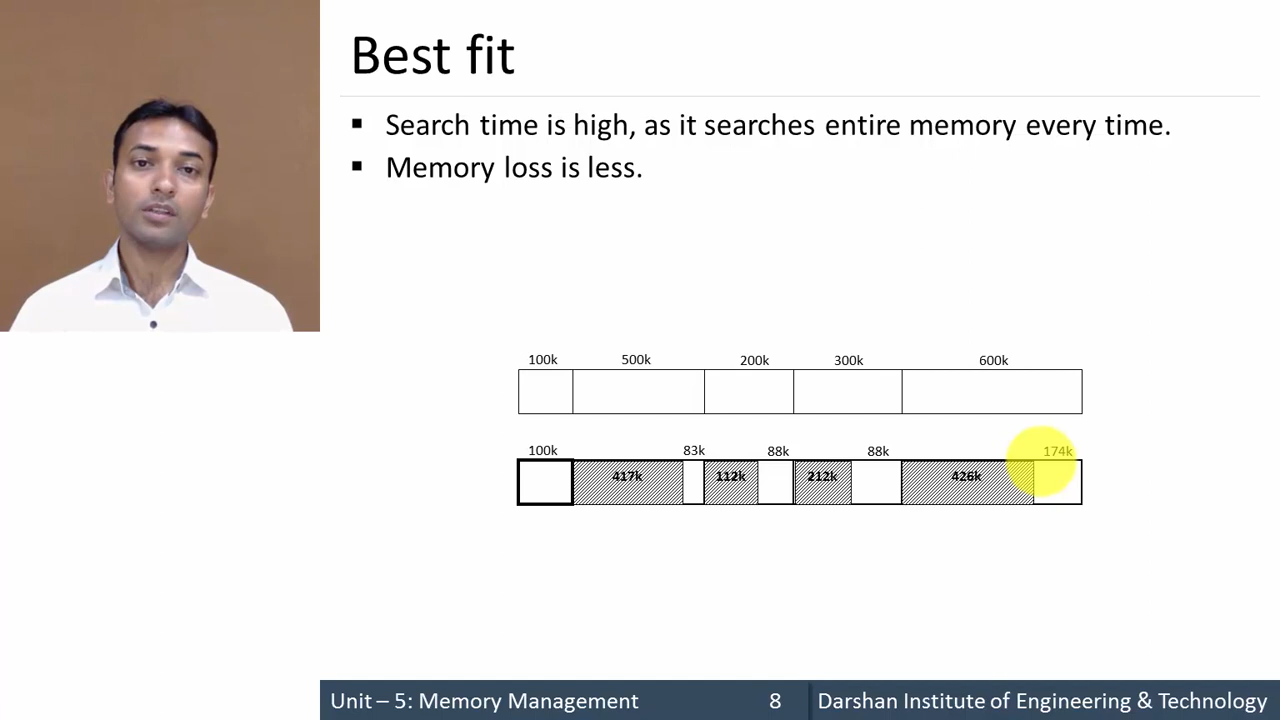 Best fit
▪ Search time is high, as it searches entire memory every time.
▪ Memory loss is less.
100k 500k 200k 300k 600k
100k 83k 88k 88k 174k
417k 112k 212k 426k
Unit – 5: Memory Management 8 Darshan Institute of Engineering & Technology